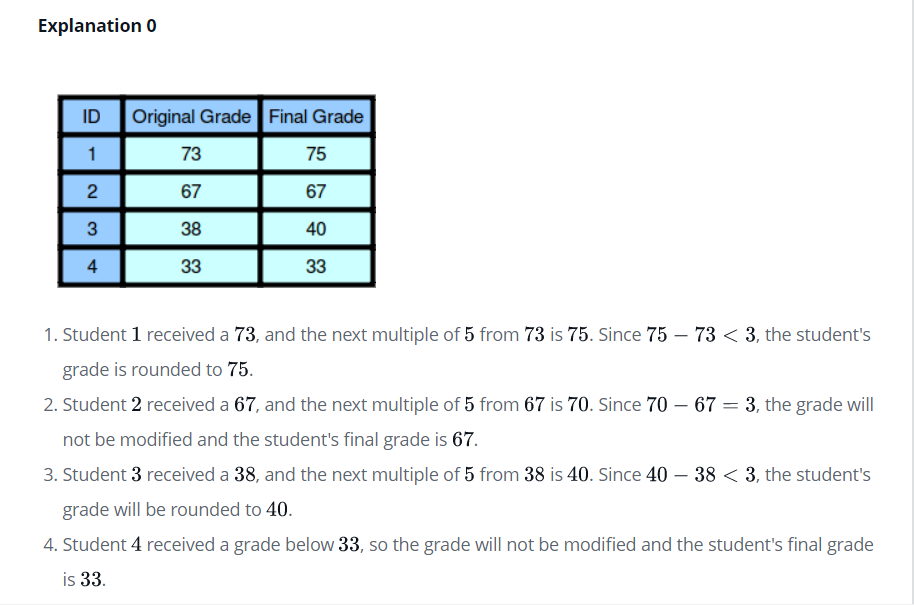 Explanation 0
ID Original Grade Final Grade
1 73 75
2 67 67
3 38 40
4 33 33
1. Student 1 received a 73, and the next multiple of 5 from 73 is 75. Since 75 − 73 < 3, the student's
grade is rounded to 75.
2. Student 2 received a 67, and the next multiple of 5 from 67 is 70. Since 70 − 67 = 3, the grade will
not be modified and the student's final grade is 67.
3. Student 3 received a 38, and the next multiple of 5 from 38 is 40. Since 40 − 38 < 3, the student's
grade will be rounded to 40.
4. Student 4 received a grade below 33, so the grade will not be modified and the student's final grade
is 33.